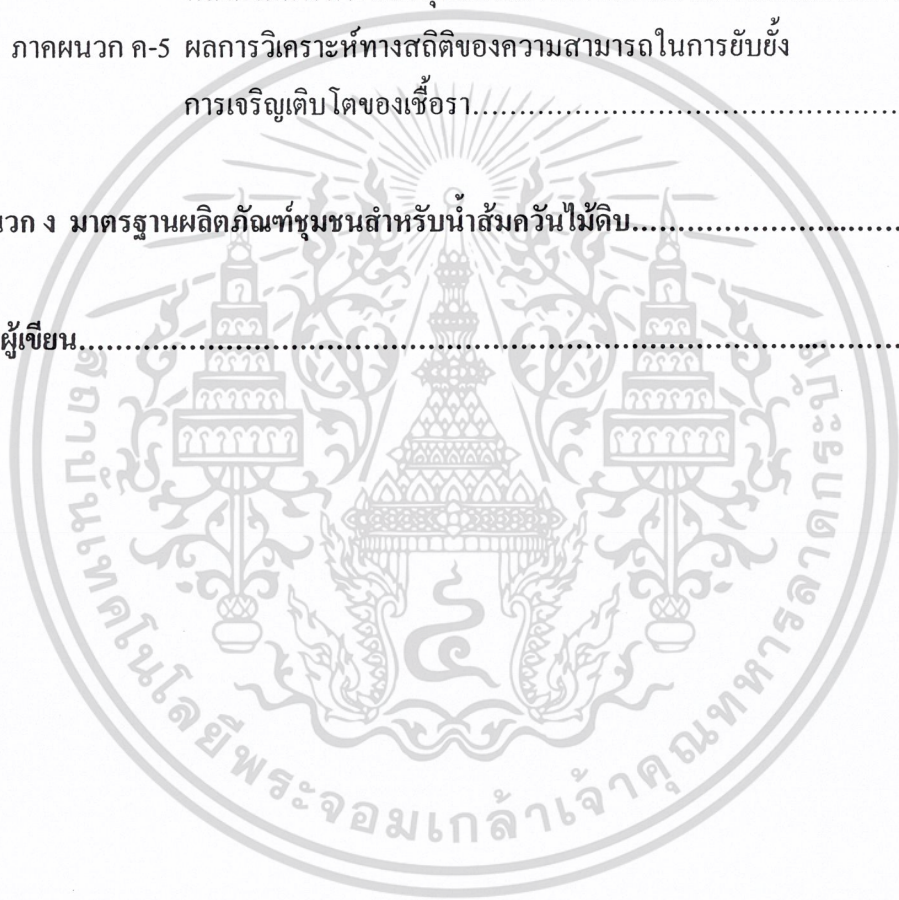 ภาคผนวก ค-5 ผลการวิเคราะห์ทางสถิติของความสามารถในการยับยั้ง
การเจริญเติบโตของเชื้อรา.............................................
ง มาตรฐานผลิตภัณฑ์ชุมชนสำหรับน้ำส้มควันไม้ดิบ.............................
ผู้เขียน.......................................................................
สถาบันเทคโนโลยีพระจอมเกล้าเจ้าคุณทหารลาดกระบัง
๔